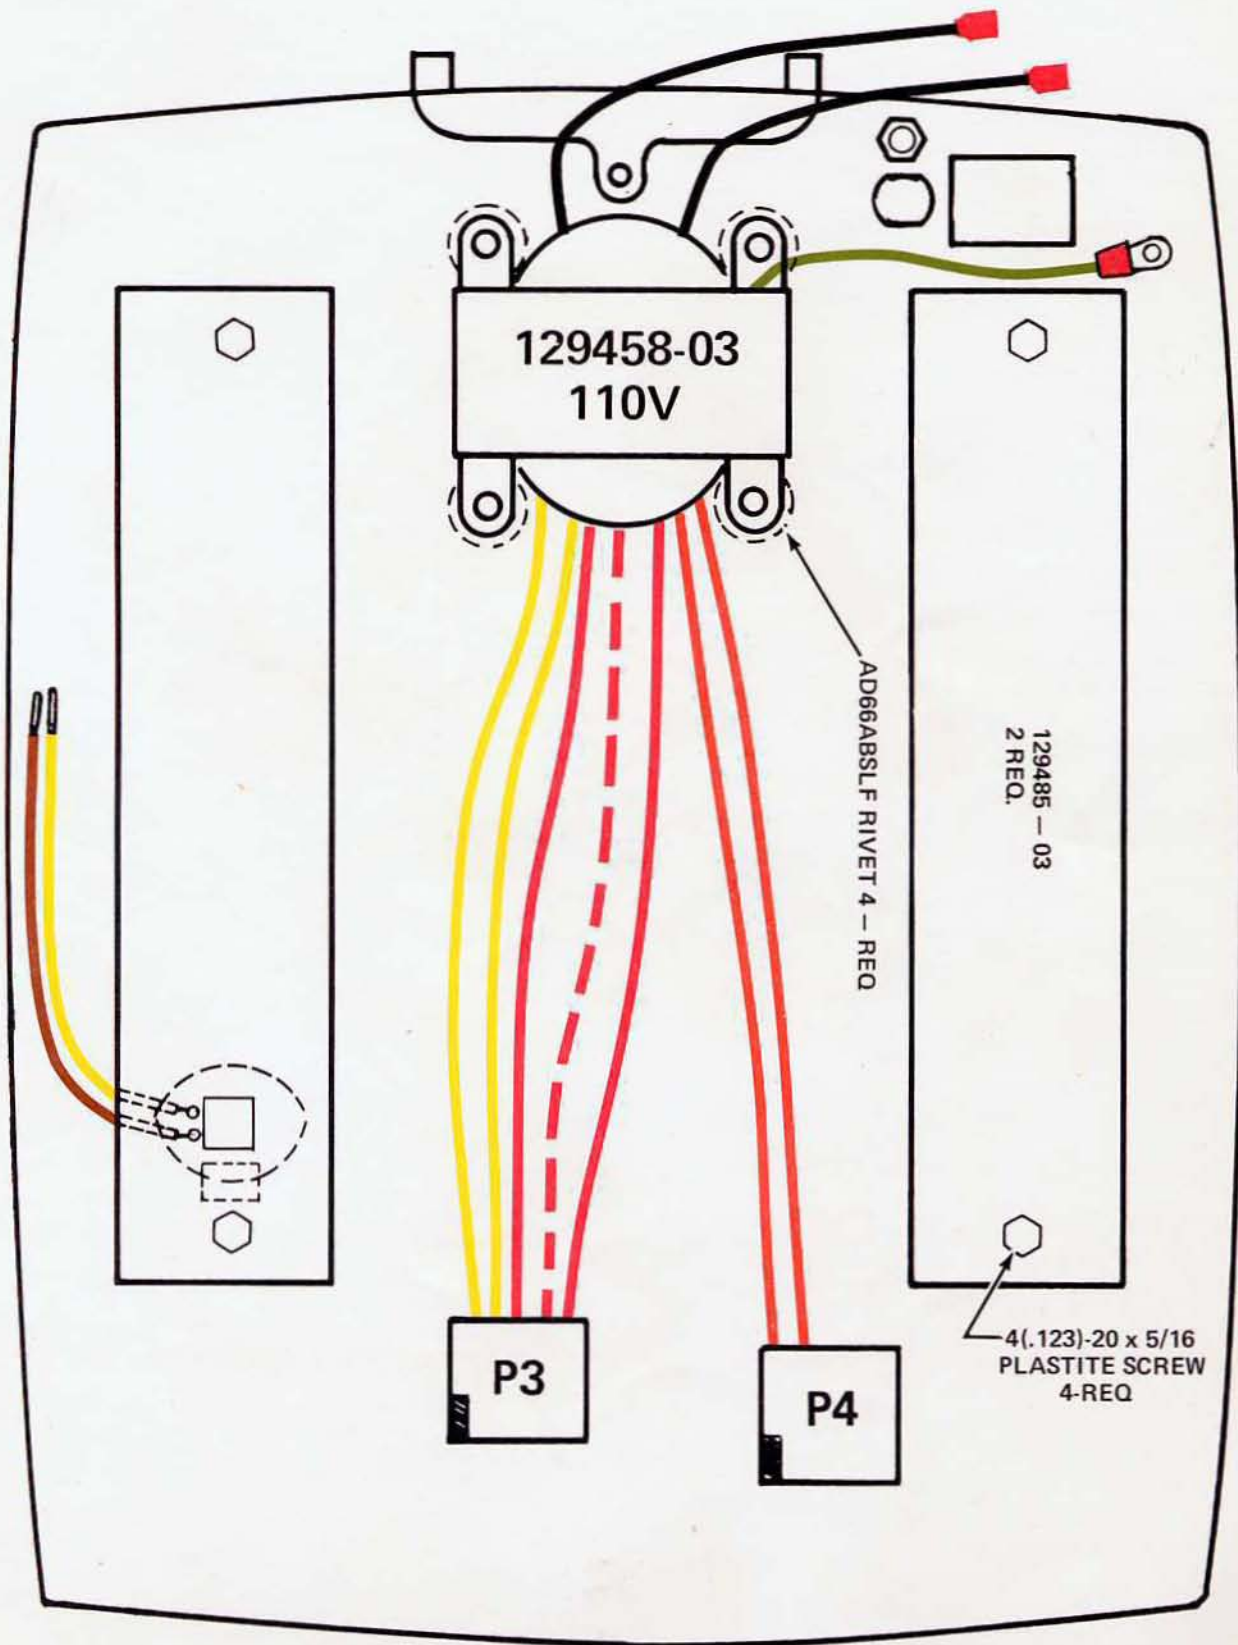 129458-03
110V
AD66ABSLF RIVET 4 — REQ
129485 — 03
2 REQ.
P3
P4
4(.123)-20 x 5/16
PLASTITE SCREW
4-REQ